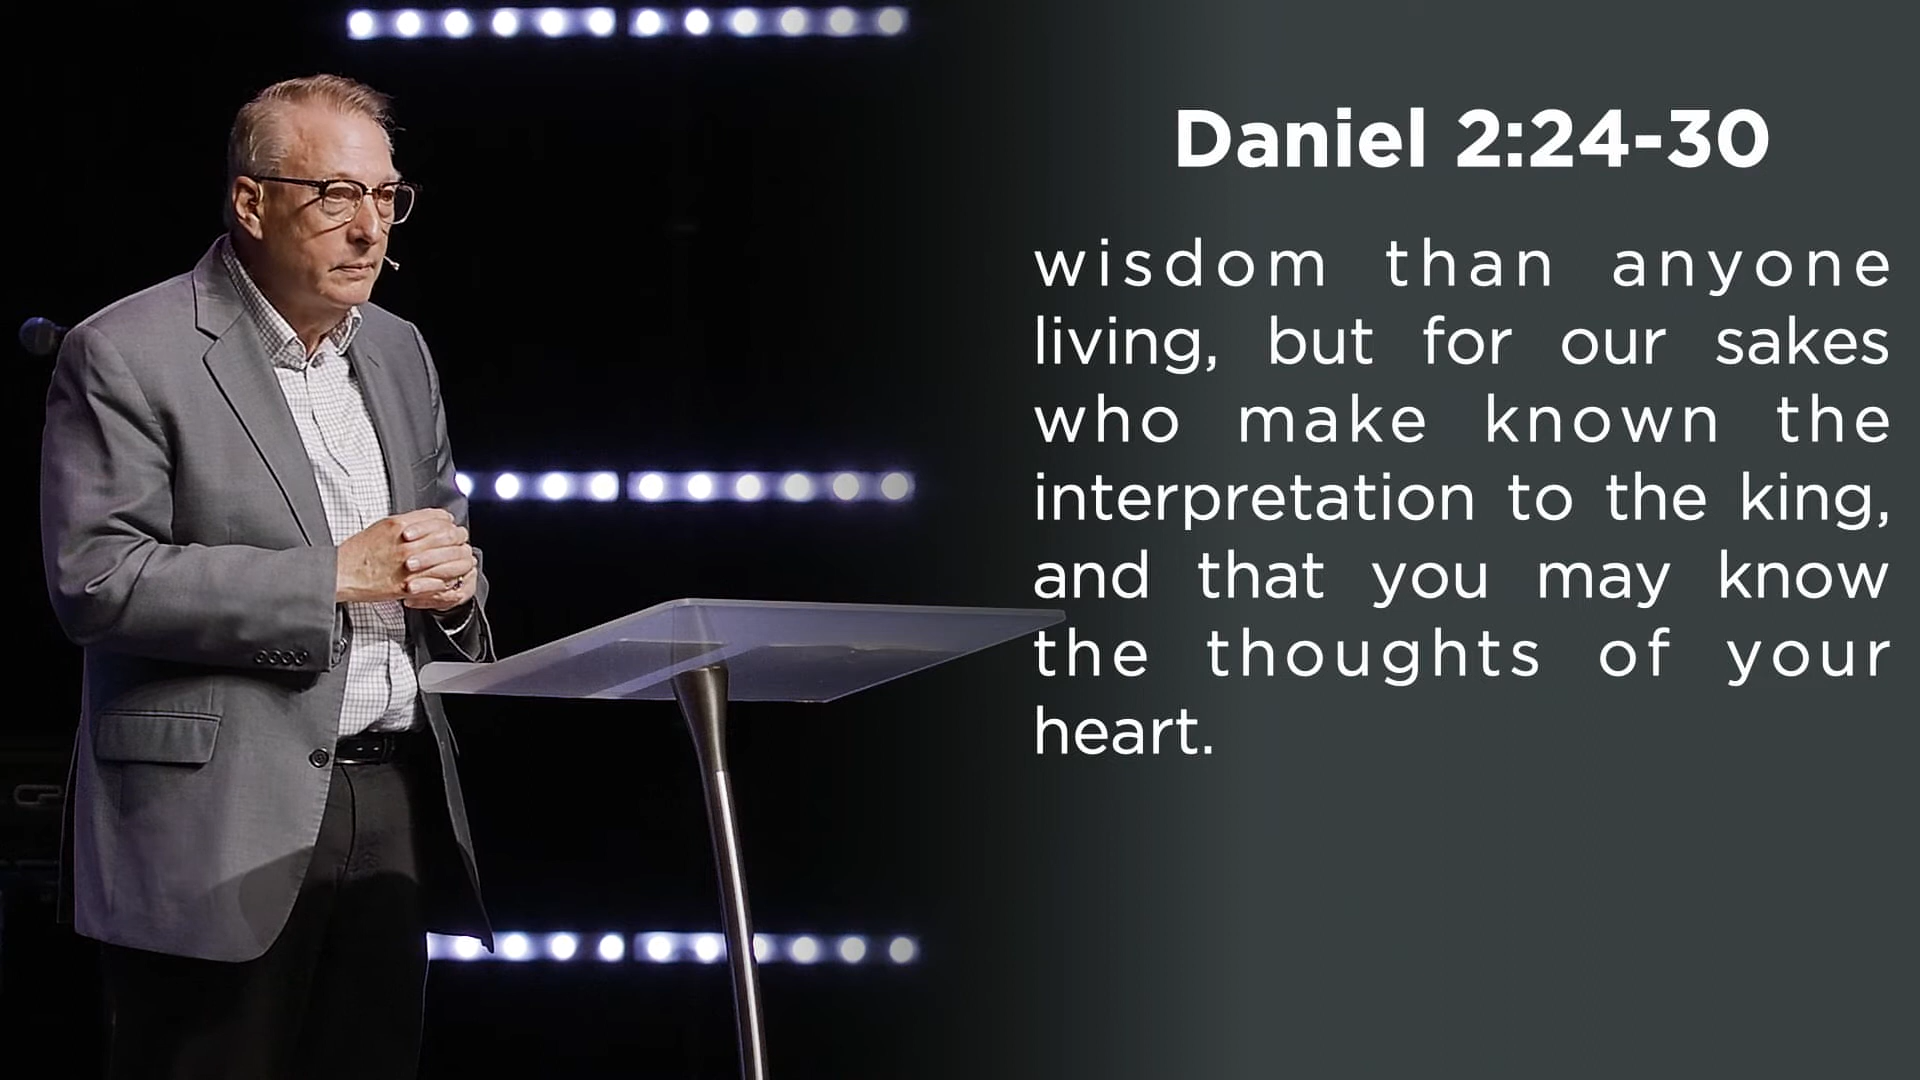 Daniel 2:24-30
wisdom than anyone
living, but for our sakes
who make known the
interpretation to the king,
and that you may know
the thoughts of your
heart.